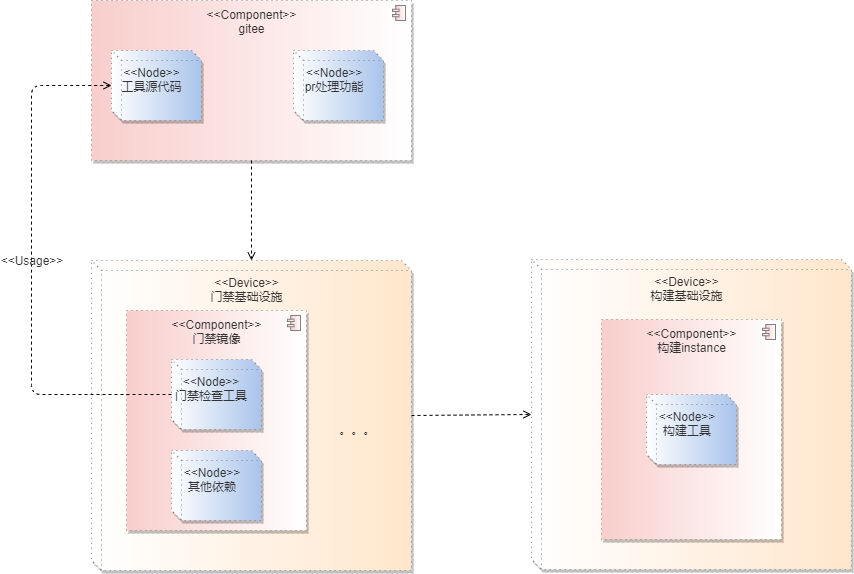 <<Component>>
gitee
<<Node>>
工具源代码
<<Node>>
pr处理功能
<<Usage>>
<<Device>>
门禁基础设施
<<Component>>
门禁镜像
<<Node>>
门禁检查工具
<<Node>>
其他依赖
。。。
<<Device>>
构建基础设施
<<Component>>
构建instance
<<Node>>
构建工具